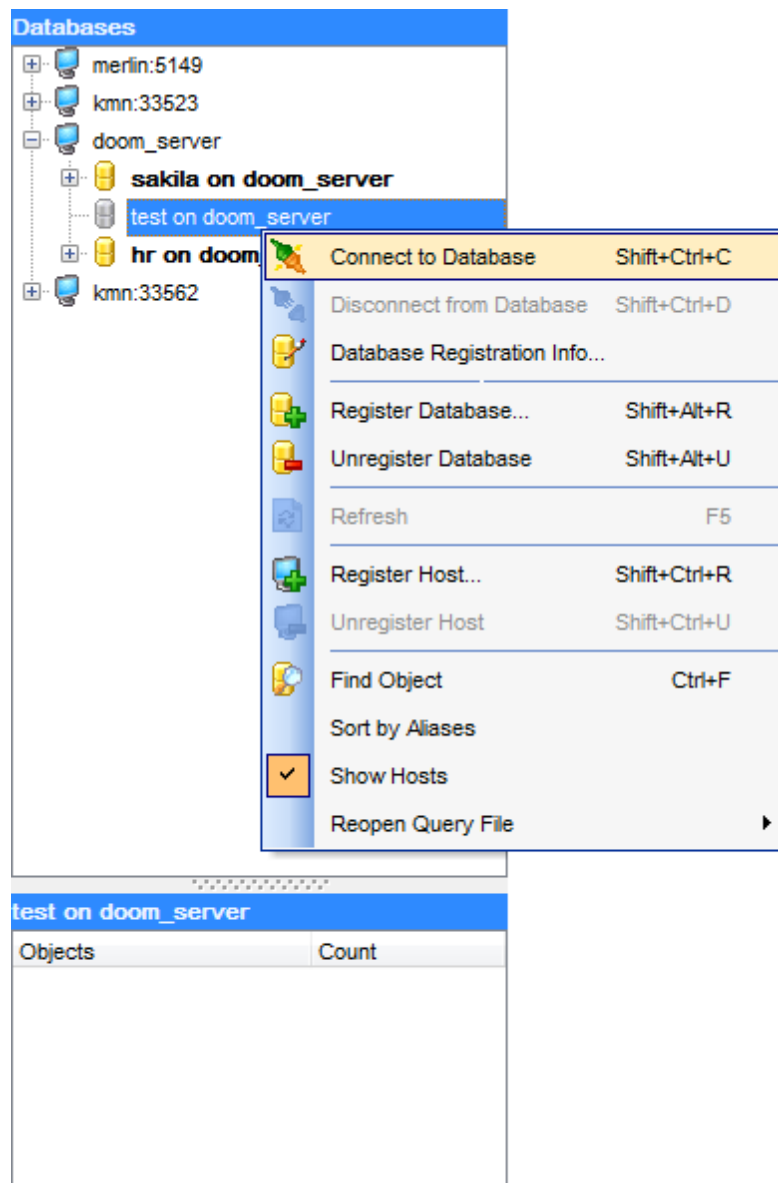 Databases
merlin:5149
kmn:33523
doom_server
sakila on doom_server
test on doom_server
hr on doom_
kmn:33562
Connect to Database Shift+Ctrl+C
Disconnect from Database Shift+Ctrl+D
Database Registration Info...
Register Database... Shift+Alt+R
Unregister Database Shift+Alt+U
Refresh F5
Register Host... Shift+Ctrl+R
Unregister Host Shift+Ctrl+U
Find Object Ctrl+F
Sort by Aliases
Show Hosts
Reopen Query File
test on doom_server
Objects Count